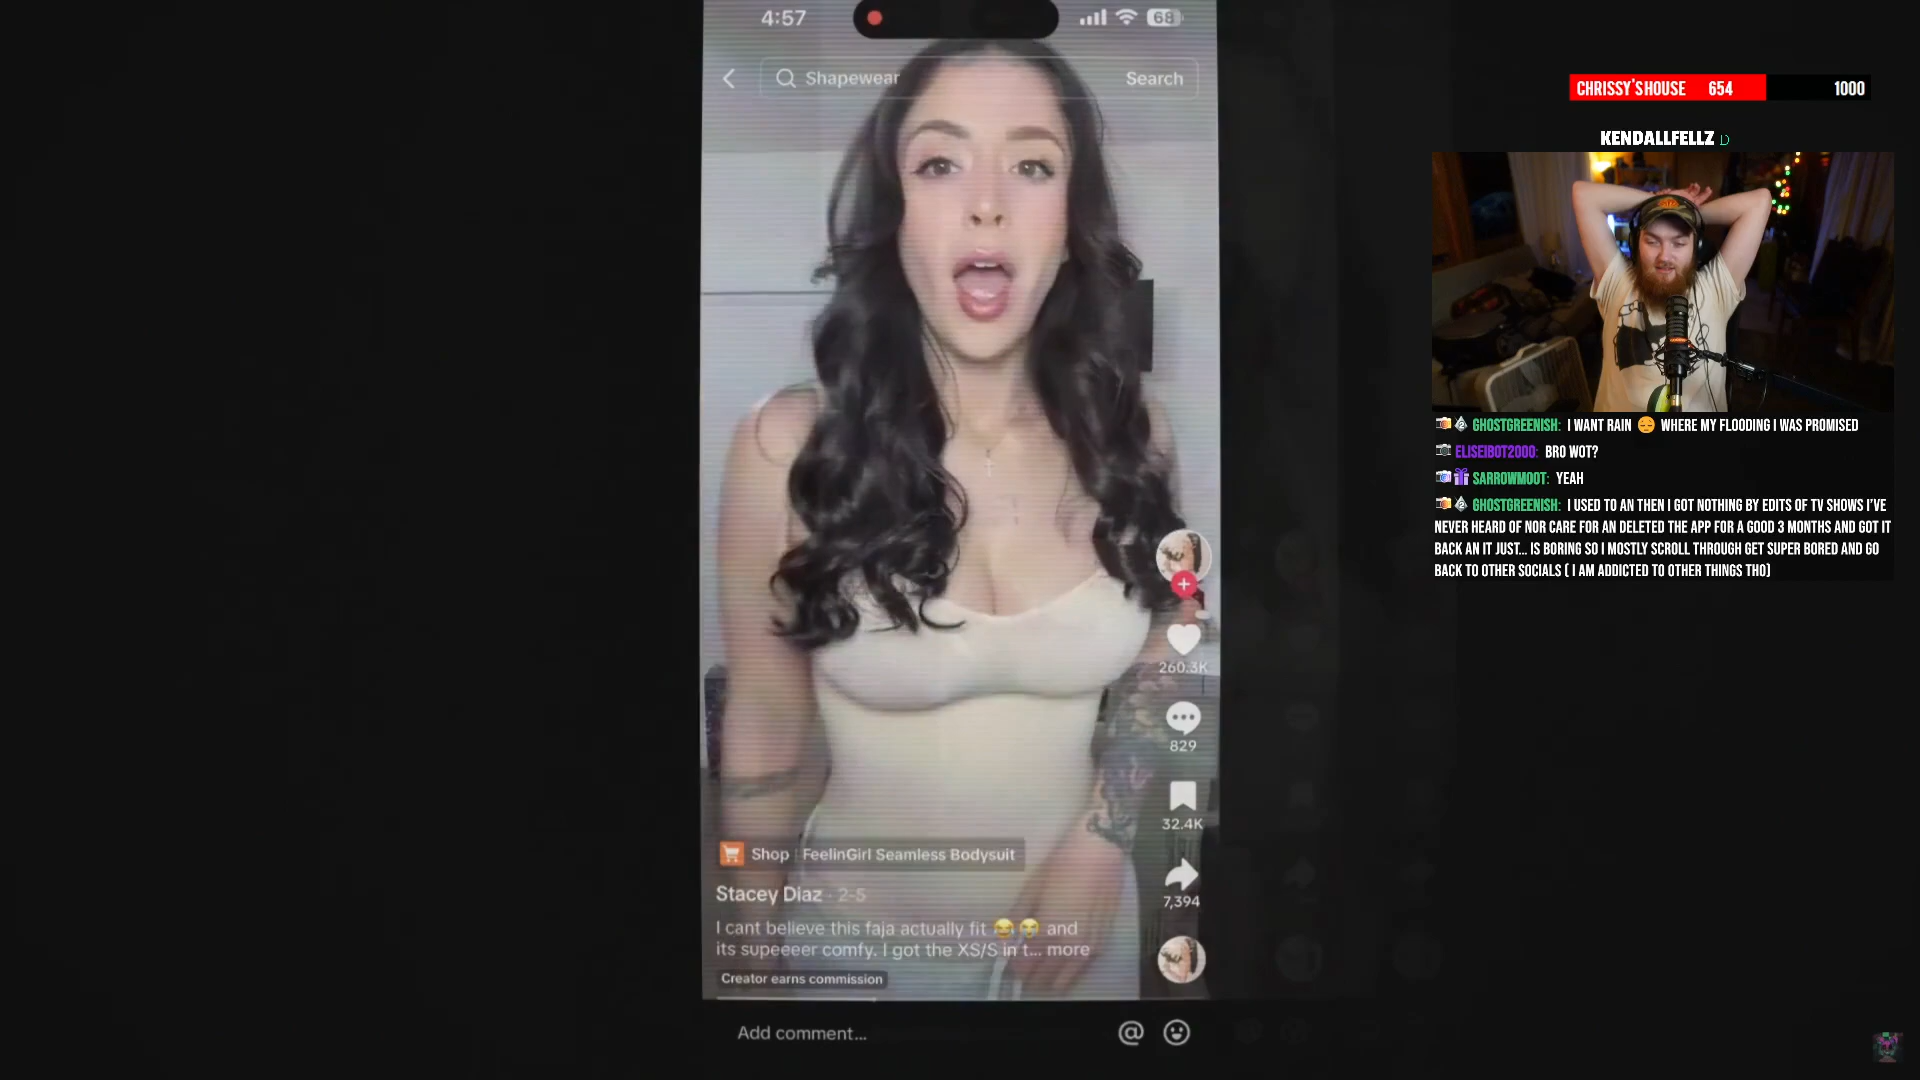 4:57
68
Shapewear
Search
260.3K
829
32.4K
7,394
Shop | FeelinGirl Seamless Bodysuit
Stacey Diaz · 2-5
I cant believe this faja actually fit 😂 😭 and
its supeeeer comfy. I got the XS/S in t... more
Creator earns commission
Add comment...
CHRISSY'S HOUSE 654 1000
KENDALLFELLZ D
GHOSTGREENISH: I WANT RAIN 😔 WHERE MY FLOODING I WAS PROMISED
ELISEIBOT2000: BRO WOT?
SARROWMOOT: YEAH
GHOSTGREENISH: I USED TO AN THEN I GOT NOTHING BY EDITS OF TV SHOWS I'VE
NEVER HEARD OF NOR CARE FOR AN DELETED THE APP FOR A GOOD 3 MONTHS AND GOT IT
BACK AN IT JUST... IS BORING SO I MOSTLY SCROLL THROUGH GET SUPER BORED AND GO
BACK TO OTHER SOCIALS ( I AM ADDICTED TO OTHER THINGS THO)